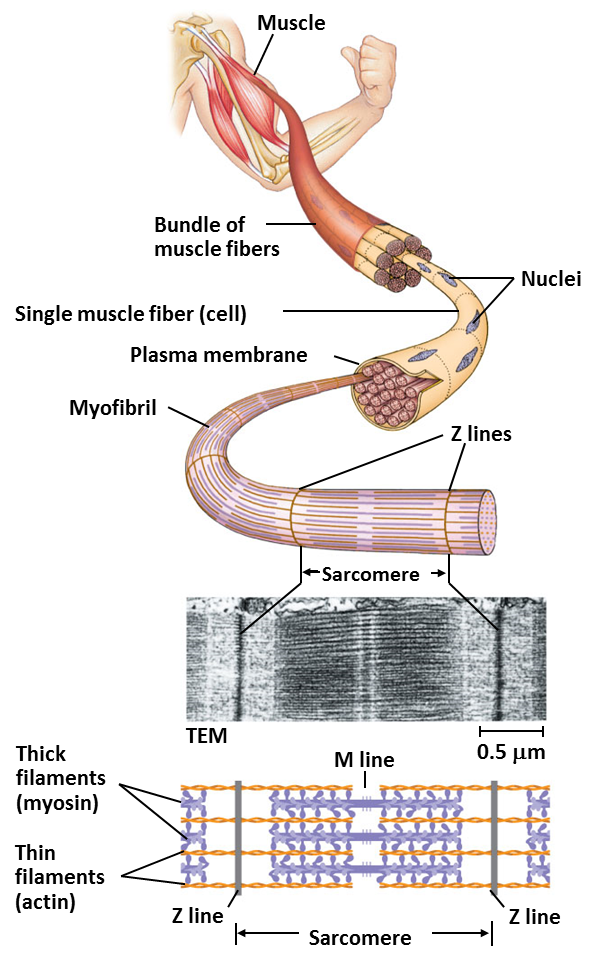 Muscle
Bundle of
muscle fibers
Nuclei
Single muscle fiber (cell)
Plasma membrane
Myofibril
Z lines
Sarcomere
TEM
0.5 μm
M line
Thick
filaments
(myosin)
Thin
filaments
(actin)
Z line
Z line
Sarcomere